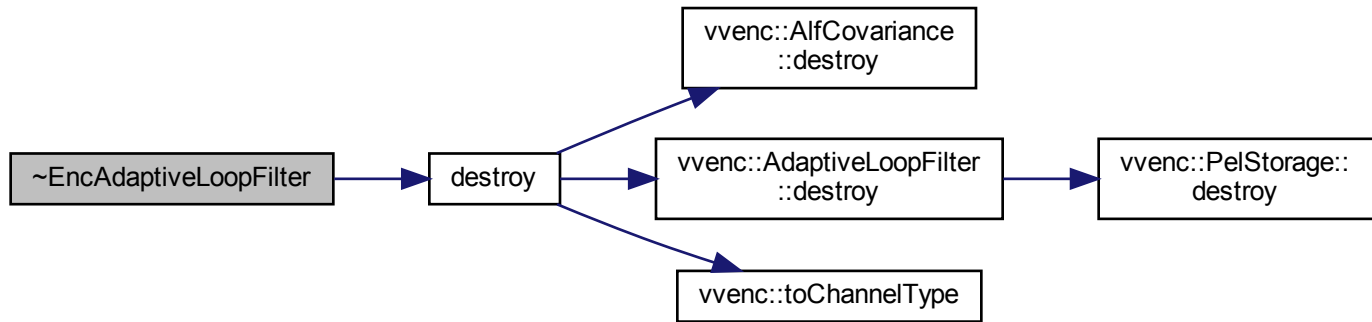 ~EncAdaptiveLoopFilter
destroy
vvenc::AlfCovariance
::destroy
vvenc::AdaptiveLoopFilter
::destroy
vvenc::toChannelType
vvenc::PelStorage::
destroy